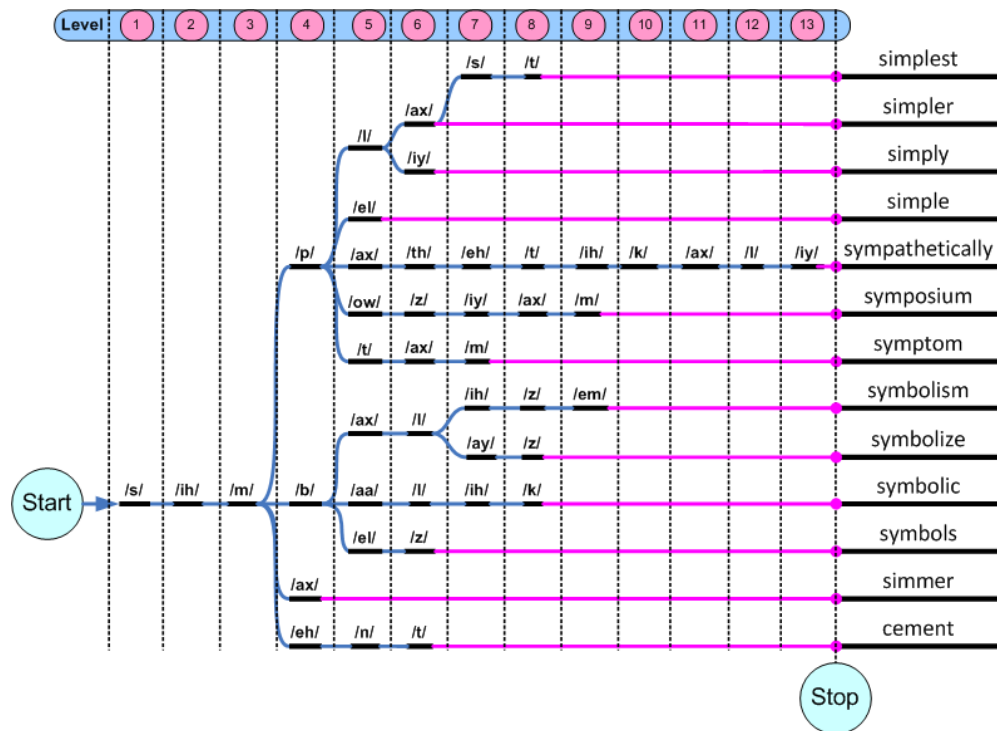 Level 1 2 3 4 5 6 7 8 9 10 11 12 13
/s/ /t/ simplest
/ax/ simpler
/l/
/iy/ simply
/el/ simple
/p/ /ax/ /th/ /eh/ /t/ /ih/ /k/ /ax/ /l/ /iy/ sympathetically
/ow/ /z/ /iy/ /ax/ /m/ symposium
/t/ /ax/ /m/ symptom
/ih/ /z/ /em/ symbolism
/ax/ /l/
/ay/ /z/ symbolize
Start /s/ /ih/ /m/ /b/ /aa/ /l/ /ih/ /k/ symbolic
/el/ /z/ symbols
/ax/ simmer
/eh/ /n/ /t/ cement
Stop